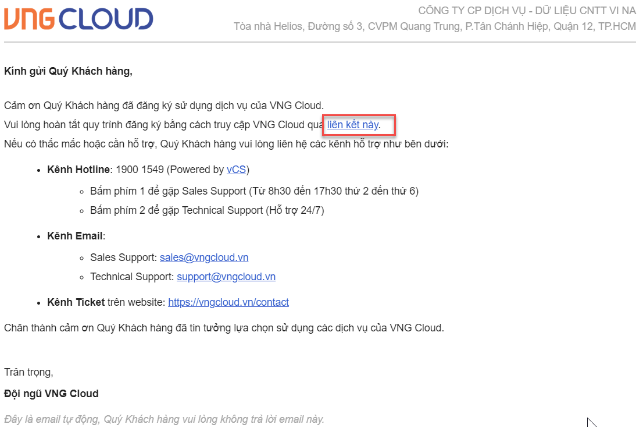 VNG CLOUD
CÔNG TY CP DỊCH VỤ - DỮ LIỆU CNTT VI NA
Tòa nhà Helios, Đường số 3, CVPM Quang Trung, P.Tân Chánh Hiệp, Quận 12, TP.HCM
Kính gửi Quý Khách hàng,
Cảm ơn Quý Khách hàng đã đăng ký sử dụng dịch vụ của VNG Cloud.
Vui lòng hoàn tất quy trình đăng ký bằng cách truy cập VNG Cloud qua liên kết này.
Nếu có thắc mắc hoặc cần hỗ trợ, Quý Khách hàng vui lòng liên hệ các kênh hỗ trợ như bên dưới:
• Kênh Hotline: 1900 1549 (Powered by vCS)
◦ Bấm phím 1 để gặp Sales Support (Từ 8h30 đến 17h30 thứ 2 đến thứ 6)
◦ Bấm phím 2 để gặp Technical Support (Hỗ trợ 24/7)
• Kênh Email:
◦ Sales Support: sales@vngcloud.vn
◦ Technical Support: support@vngcloud.vn
• Kênh Ticket trên website: https://vngcloud.vn/contact
Chân thành cảm ơn Quý Khách hàng đã tin tưởng lựa chọn sử dụng các dịch vụ của VNG Cloud.
Trân trọng,
Đội ngũ VNG Cloud
Đây là email tự động, Quý Khách hàng vui lòng không trả lời email này.